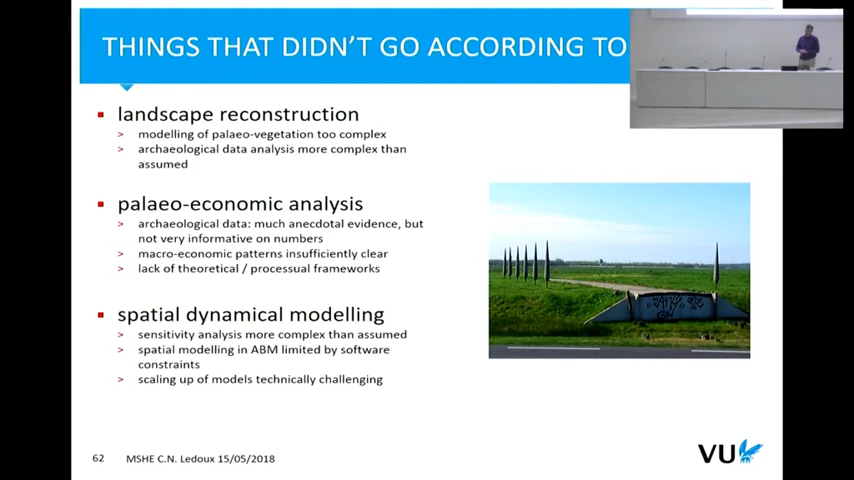 THINGS THAT DIDN'T GO ACCORDING TO
landscape reconstruction
> modelling of palaeo-vegetation too complex
> archaeological data analysis more complex than
assumed
palaeo-economic analysis
> archaeological data: much anecdotal evidence, but
not very informative on numbers
> macro-economic patterns insufficiently clear
> lack of theoretical / processual frameworks
spatial dynamical modelling
> sensitivity analysis more complex than assumed
> spatial modelling in ABM limited by software
constraints
> scaling up of models technically challenging
62 MSHE C.N. Ledoux 15/05/2018
VU